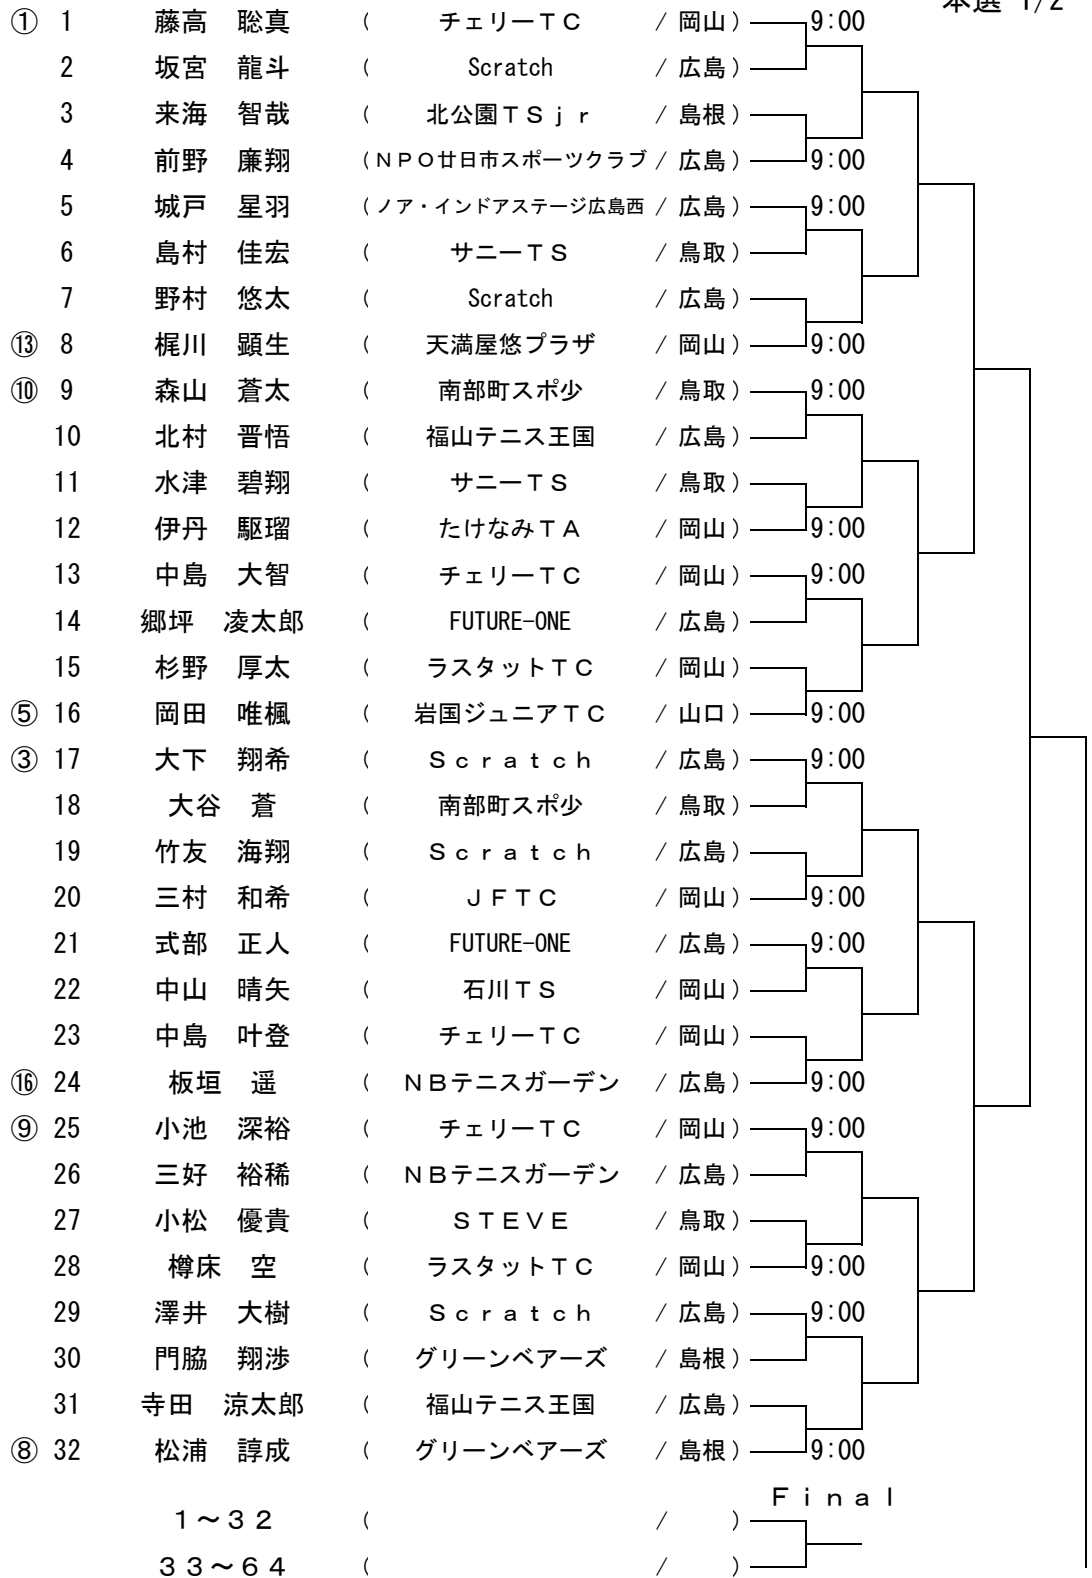 本選 1/2
① 1 藤高 聡真 ( チェリーTC / 岡山) 9:00
2 坂宮 龍斗 ( Scratch / 広島)
3 来海 智哉 ( 北公園TSjr / 島根)
4 前野 廉翔 (NPO廿日市スポーツクラブ / 広島) 9:00
5 城戸 星羽 (ノア・インドアステージ広島西 / 広島) 9:00
6 島村 佳宏 ( サニーTS / 鳥取)
7 野村 悠太 ( Scratch / 広島)
⑬ 8 梶川 顕生 ( 天満屋悠プラザ / 岡山) 9:00
⑩ 9 森山 蒼太 ( 南部町スポ少 / 鳥取) 9:00
10 北村 晋悟 ( 福山テニス王国 / 広島)
11 水津 碧翔 ( サニーTS / 鳥取)
12 伊丹 駆瑠 ( たけなみTA / 岡山) 9:00
13 中島 大智 ( チェリーTC / 岡山) 9:00
14 郷坪 凌太郎 ( FUTURE-ONE / 広島)
15 杉野 厚太 ( ラスタットTC / 岡山)
⑤ 16 岡田 唯楓 ( 岩国ジュニアTC / 山口) 9:00
③ 17 大下 翔希 ( Scratch / 広島) 9:00
18 大谷 蒼 ( 南部町スポ少 / 鳥取)
19 竹友 海翔 ( Scratch / 広島)
20 三村 和希 ( JFTC / 岡山) 9:00
21 式部 正人 ( FUTURE-ONE / 広島) 9:00
22 中山 晴矢 ( 石川TS / 岡山)
23 中島 叶登 ( チェリーTC / 岡山)
⑯ 24 板垣 遥 ( NBテニスガーデン / 広島) 9:00
⑨ 25 小池 深裕 ( チェリーTC / 岡山) 9:00
26 三好 裕稀 ( NBテニスガーデン / 広島)
27 小松 優貴 ( STEVE / 鳥取)
28 樽床 空 ( ラスタットTC / 岡山) 9:00
29 澤井 大樹 ( Scratch / 広島) 9:00
30 門脇 翔渉 ( グリーンベアーズ / 島根)
31 寺田 涼太郎 ( 福山テニス王国 / 広島)
⑧ 32 松浦 諄成 ( グリーンベアーズ / 島根) 9:00
Final
1~32 ( / )
33~64 ( / )